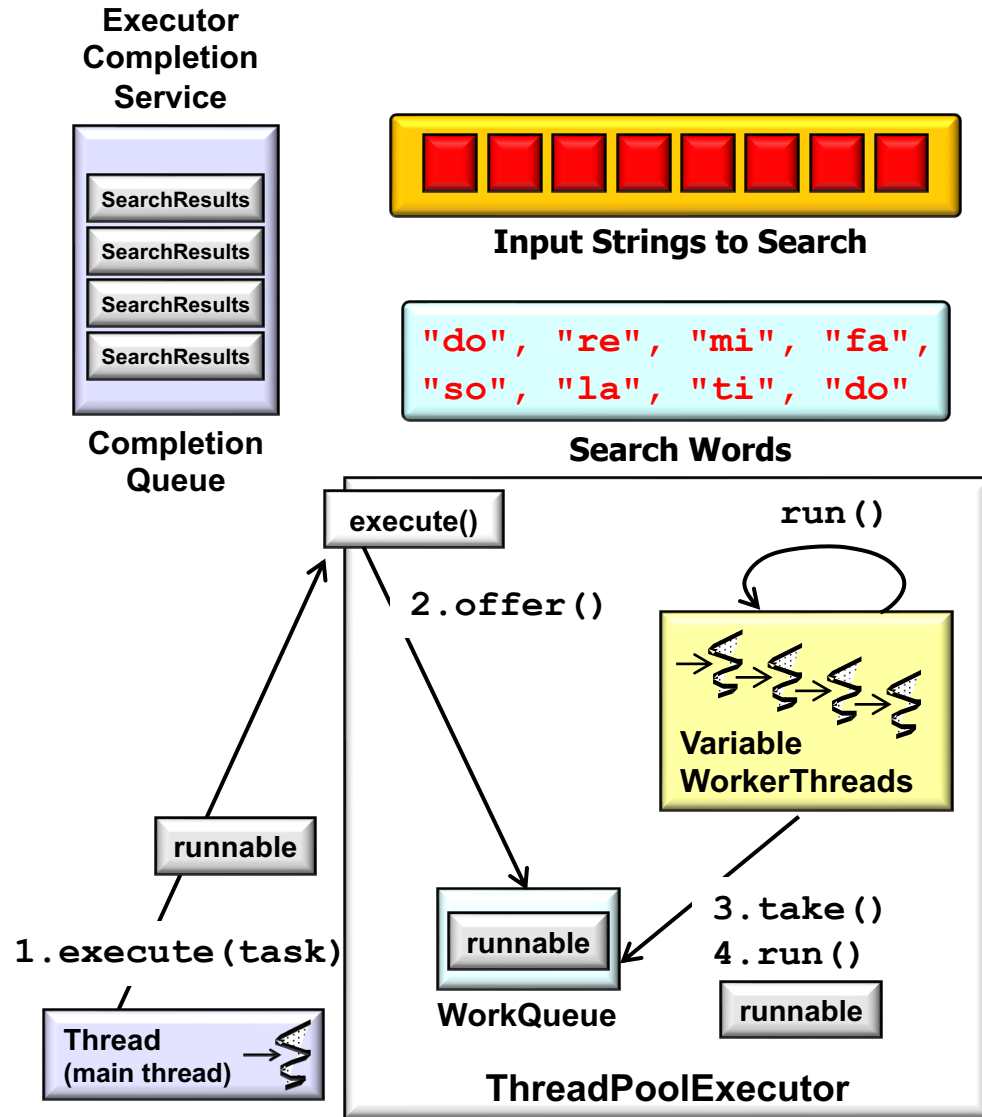 Executor
Completion
Service
SearchResults
SearchResults
SearchResults
SearchResults
Completion
Queue
Input Strings to Search
"do", "re", "mi", "fa",
"so", "la", "ti", "do"
Search Words
execute()
run()
2.offer()
Variable
WorkerThreads
runnable
1.execute(task)
runnable
WorkQueue
3.take()
4.run()
runnable
Thread
(main thread)
ThreadPoolExecutor